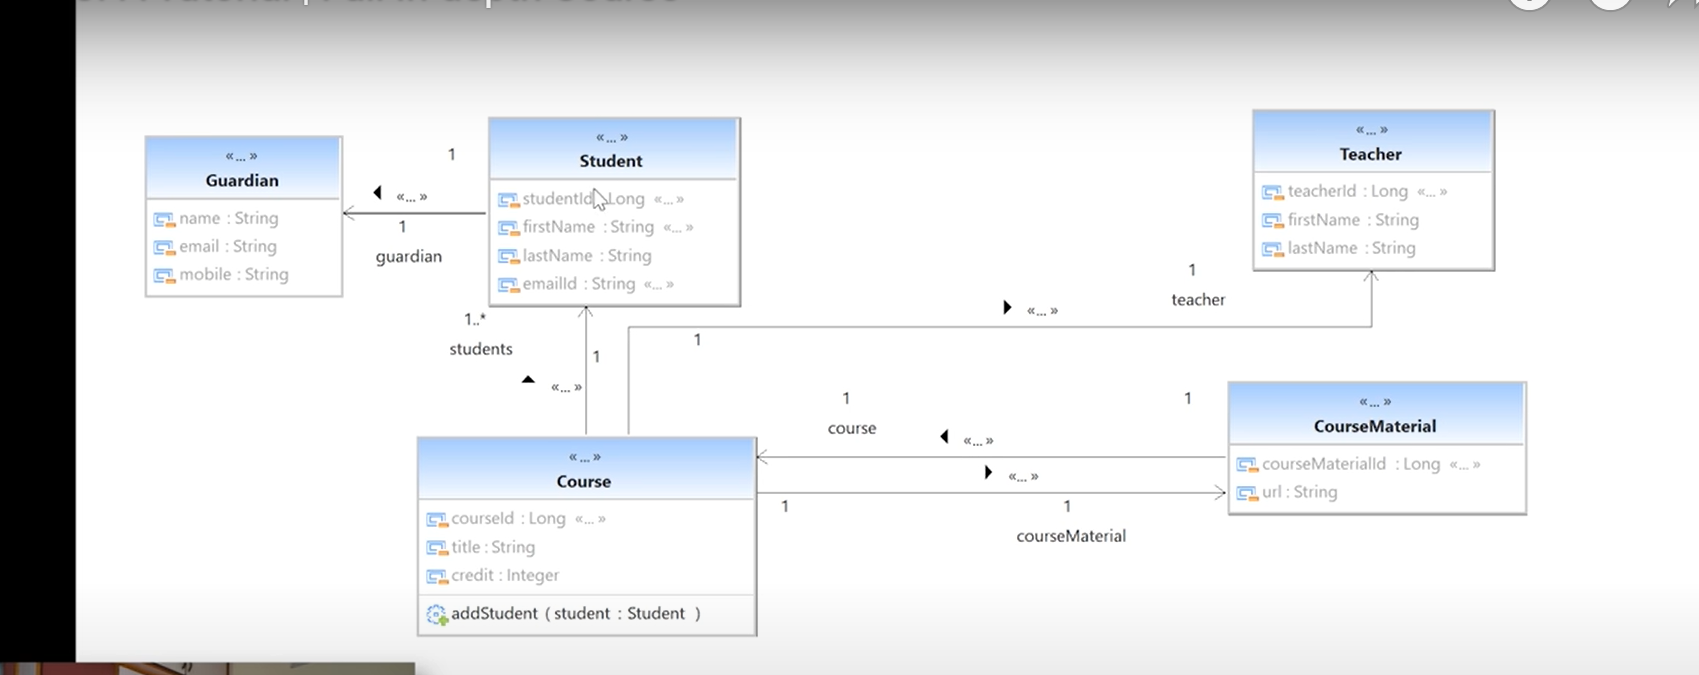 «... »
Guardian
name : String
email : String
mobile : String
1
«... »
1
guardian
«... »
Student
studentId Long «... »
firstName : String «... »
lastName : String
emailId : String «... »
«... »
Teacher
teacherId : Long «... »
firstName : String
lastName : String
1
teacher
«... »
1
1..*
students
1
«... »
1
course
«... »
1
«... »
1
1
courseMaterial
«... »
CourseMaterial
courseMaterialId : Long «... »
url : String
«... »
Course
courseId : Long «... »
title : String
credit : Integer
addStudent ( student : Student )